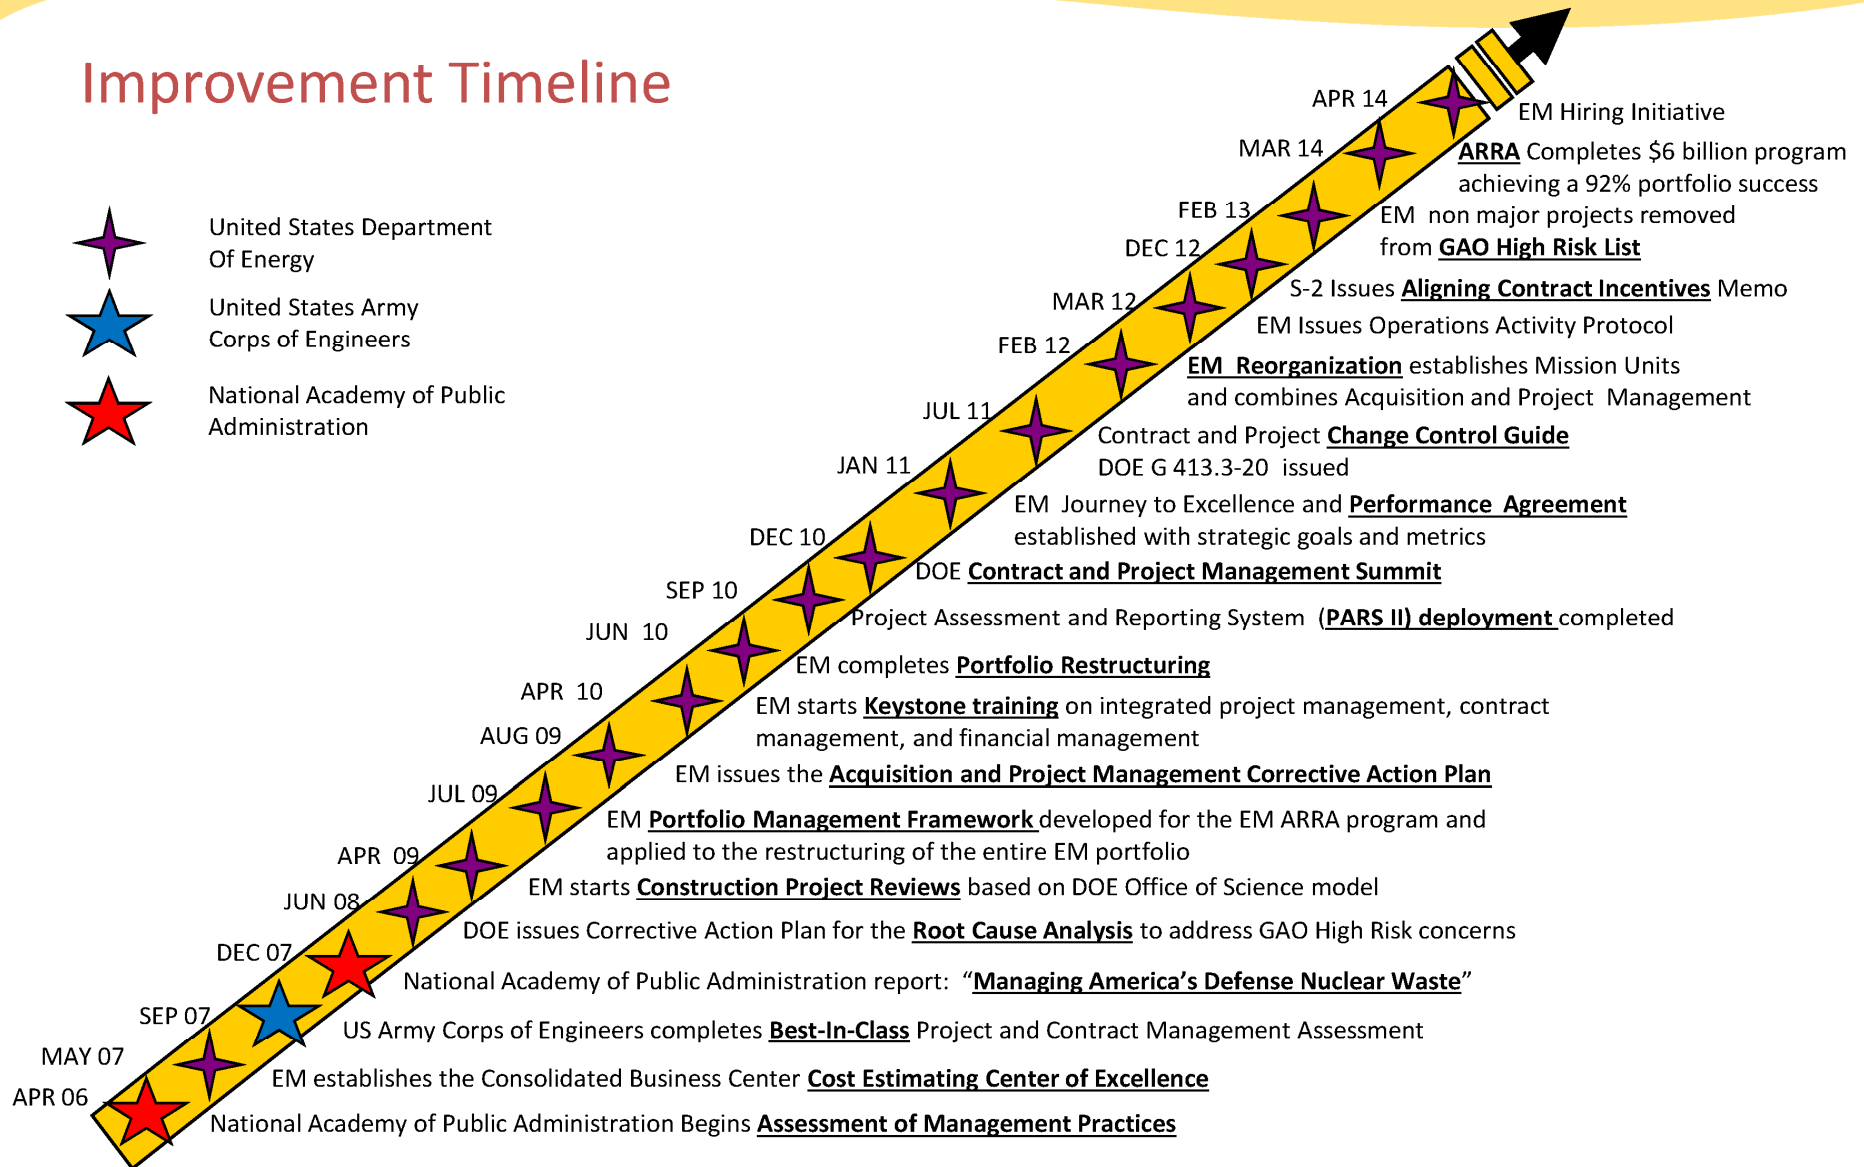 Improvement Timeline
United States Department
Of Energy
United States Army
Corps of Engineers
National Academy of Public
Administration
APR 14
EM Hiring Initiative
MAR 14
ARRA Completes $6 billion program
achieving a 92% portfolio success
FEB 13
EM non major projects removed
from GAO High Risk List
DEC 12
S-2 Issues Aligning Contract Incentives Memo
MAR 12
EM Issues Operations Activity Protocol
FEB 12
EM Reorganization establishes Mission Units
and combines Acquisition and Project Management
JUL 11
Contract and Project Change Control Guide
DOE G 413.3-20 issued
JAN 11
EM Journey to Excellence and Performance Agreement
established with strategic goals and metrics
DEC 10
DOE Contract and Project Management Summit
SEP 10
Project Assessment and Reporting System (PARS II) deployment completed
JUN 10
EM completes Portfolio Restructuring
APR 10
EM starts Keystone training on integrated project management, contract
management, and financial management
AUG 09
EM issues the Acquisition and Project Management Corrective Action Plan
JUL 09
EM Portfolio Management Framework developed for the EM ARRA program and
applied to the restructuring of the entire EM portfolio
APR 09
EM starts Construction Project Reviews based on DOE Office of Science model
JUN 08
DOE issues Corrective Action Plan for the Root Cause Analysis to address GAO High Risk concerns
DEC 07
National Academy of Public Administration report: “Managing America’s Defense Nuclear Waste”
SEP 07
US Army Corps of Engineers completes Best-In-Class Project and Contract Management Assessment
MAY 07
EM establishes the Consolidated Business Center Cost Estimating Center of Excellence
APR 06
National Academy of Public Administration Begins Assessment of Management Practices